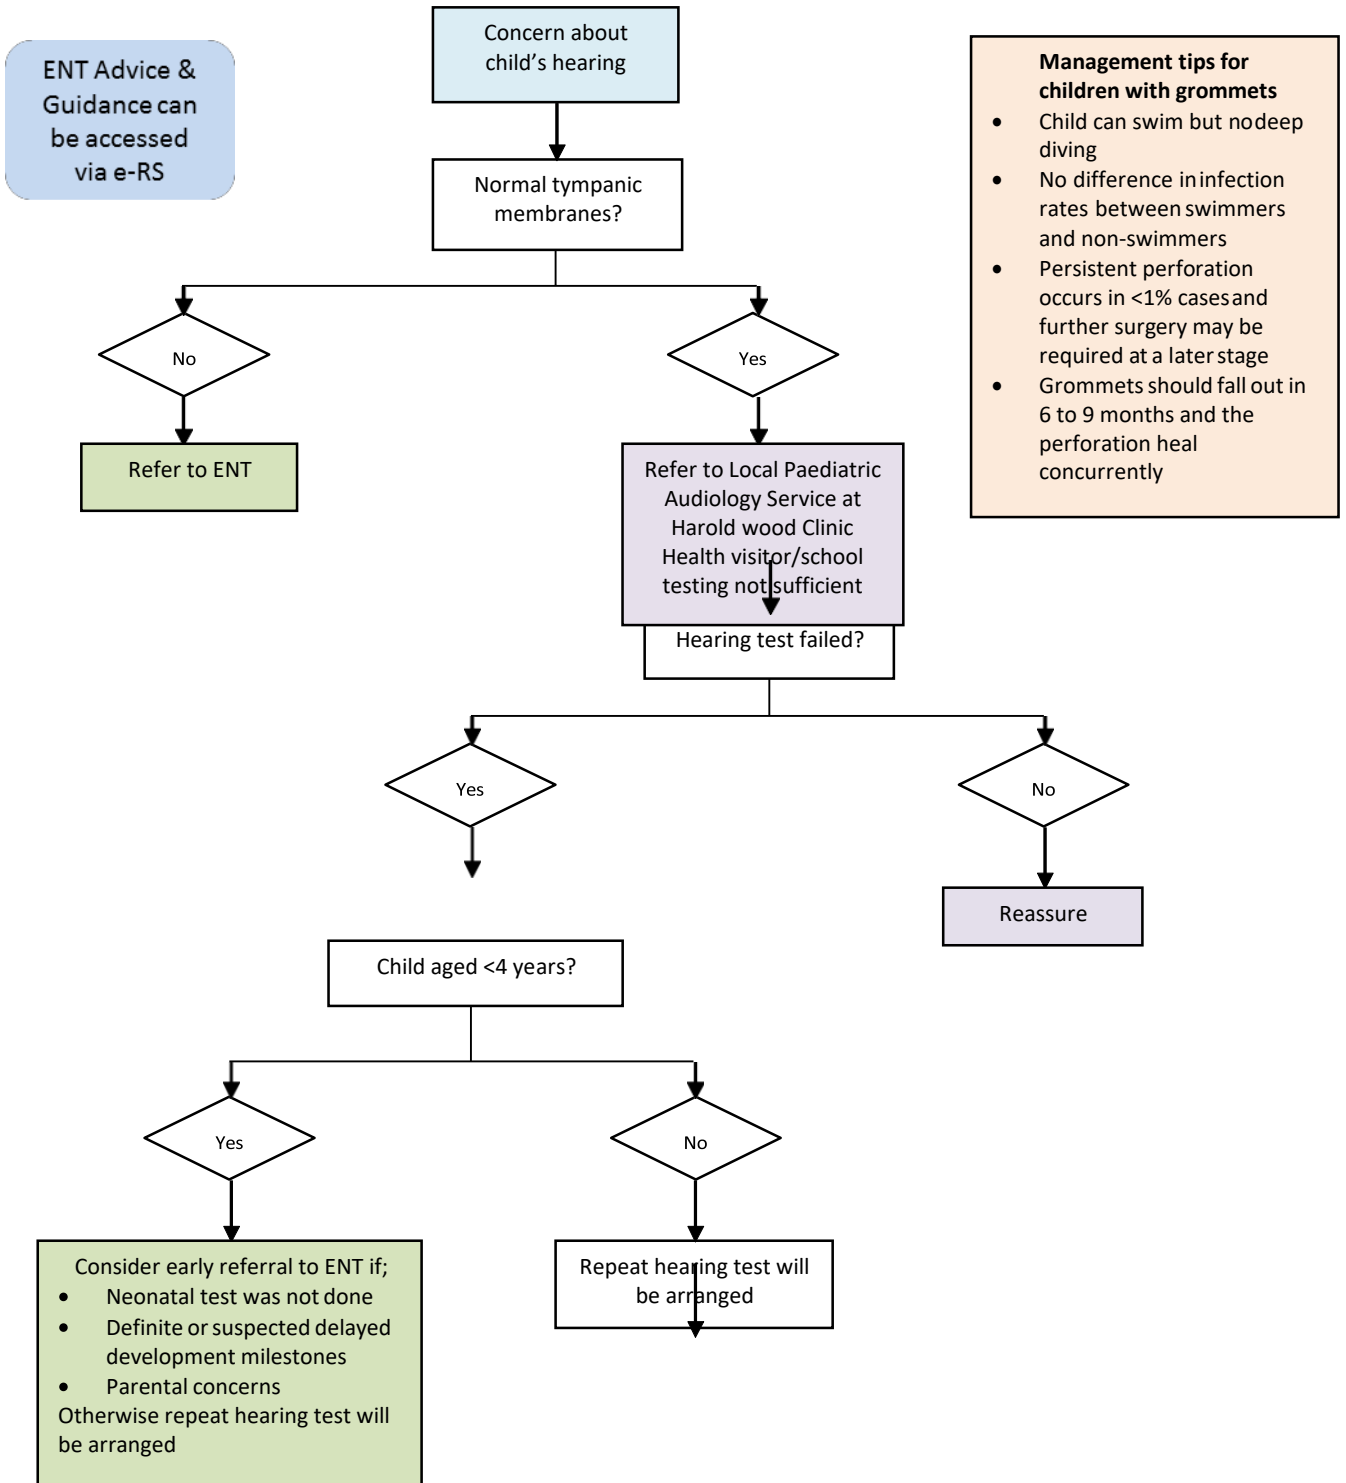 ENT Advice &
Guidance can
be accessed
via e-RS
Concern about
child's hearing
Management tips for
children with grommets
• Child can swim but no deep
diving
• No difference in infection
rates between swimmers
and non-swimmers
• Persistent perforation
occurs in <1% cases and
further surgery may be
required at a later stage
• Grommets should fall out in
6 to 9 months and the
perforation heal
concurrently
Normal tympanic
membranes?
No
Yes
Refer to ENT
Refer to Local Paediatric
Audiology Service at
Harold wood Clinic
Health visitor/school
testing not sufficient
Hearing test failed?
Yes
No
Reassure
Child aged <4 years?
Yes
No
Consider early referral to ENT if;
• Neonatal test was not done
• Definite or suspected delayed
development milestones
• Parental concerns
Otherwise repeat hearing test will
be arranged
Repeat hearing test will
be arranged